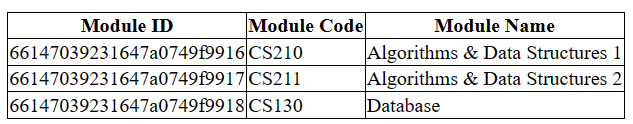 Module ID Module Code Module Name
66147039231647a0749f9916 CS210 Algorithms & Data Structures 1
66147039231647a0749f9917 CS211 Algorithms & Data Structures 2
66147039231647a0749f9918 CS130 Database